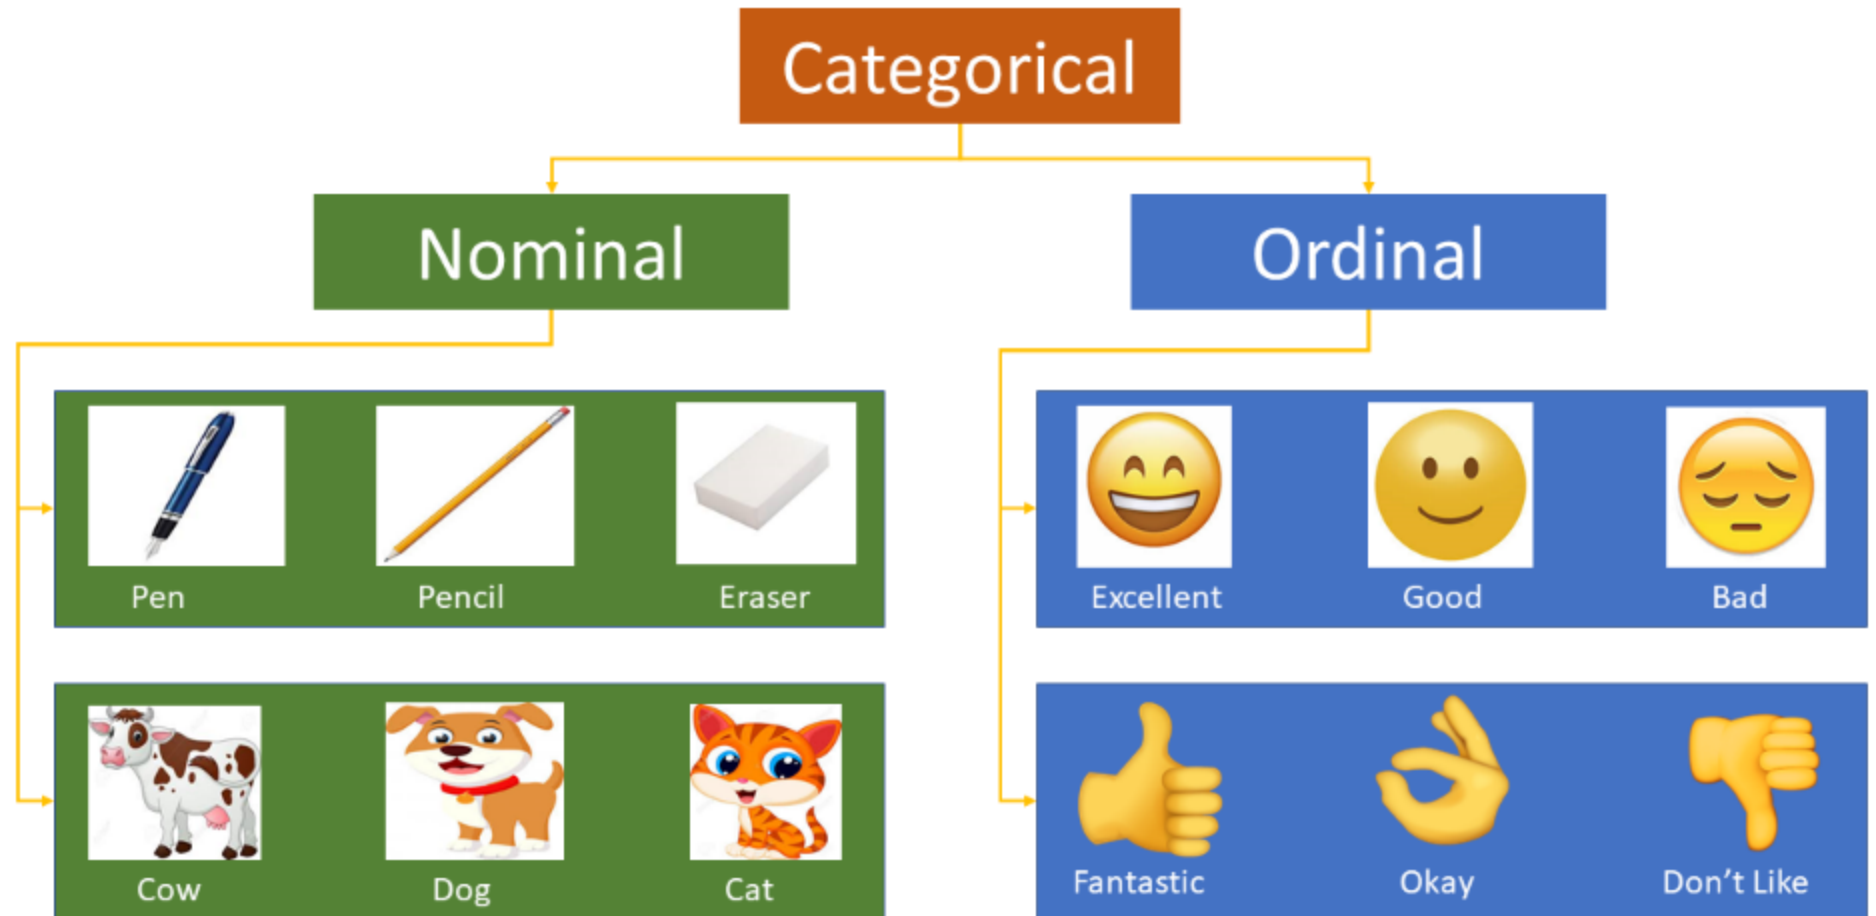 Categorical
Nominal
Ordinal
Pen Pencil Eraser
Excellent Good Bad
Cow Dog Cat
Fantastic Okay Don’t Like